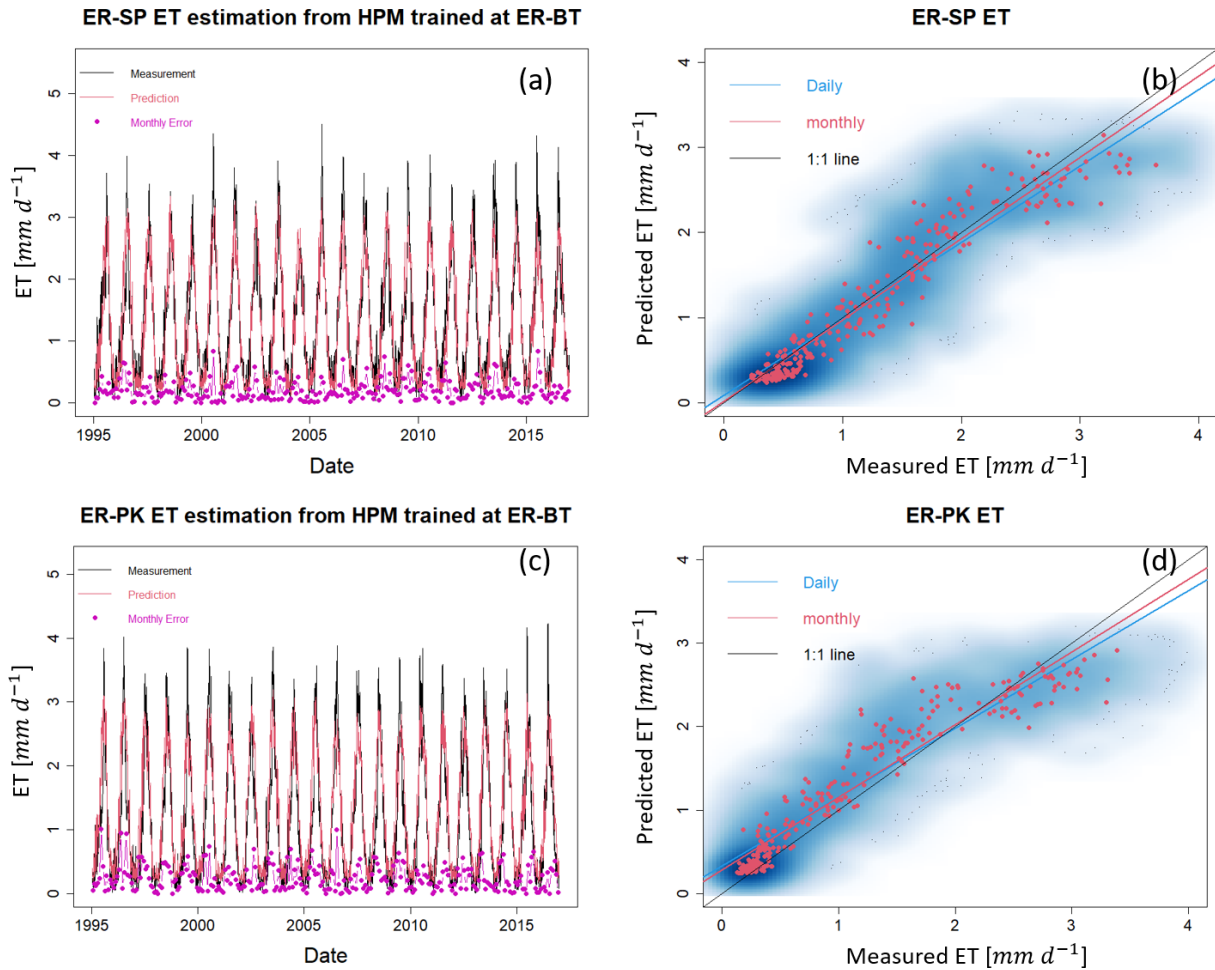 ER-SP ET estimation from HPM trained at ER-BT
(a)
Measurement
Prediction
Monthly Error
ET [mm d⁻¹]
5
4
3
2
1
0
1995 2000 2005 2010 2015
Date
ER-SP ET
(b)
Daily
monthly
1:1 line
Predicted ET [mm d⁻¹]
4
3
2
1
0
0 1 2 3 4
Measured ET [mm d⁻¹]
ER-PK ET estimation from HPM trained at ER-BT
(c)
Measurement
Prediction
Monthly Error
ET [mm d⁻¹]
5
4
3
2
1
0
1995 2000 2005 2010 2015
Date
ER-PK ET
(d)
Daily
monthly
1:1 line
Predicted ET [mm d⁻¹]
4
3
2
1
0
0 1 2 3 4
Measured ET [mm d⁻¹]